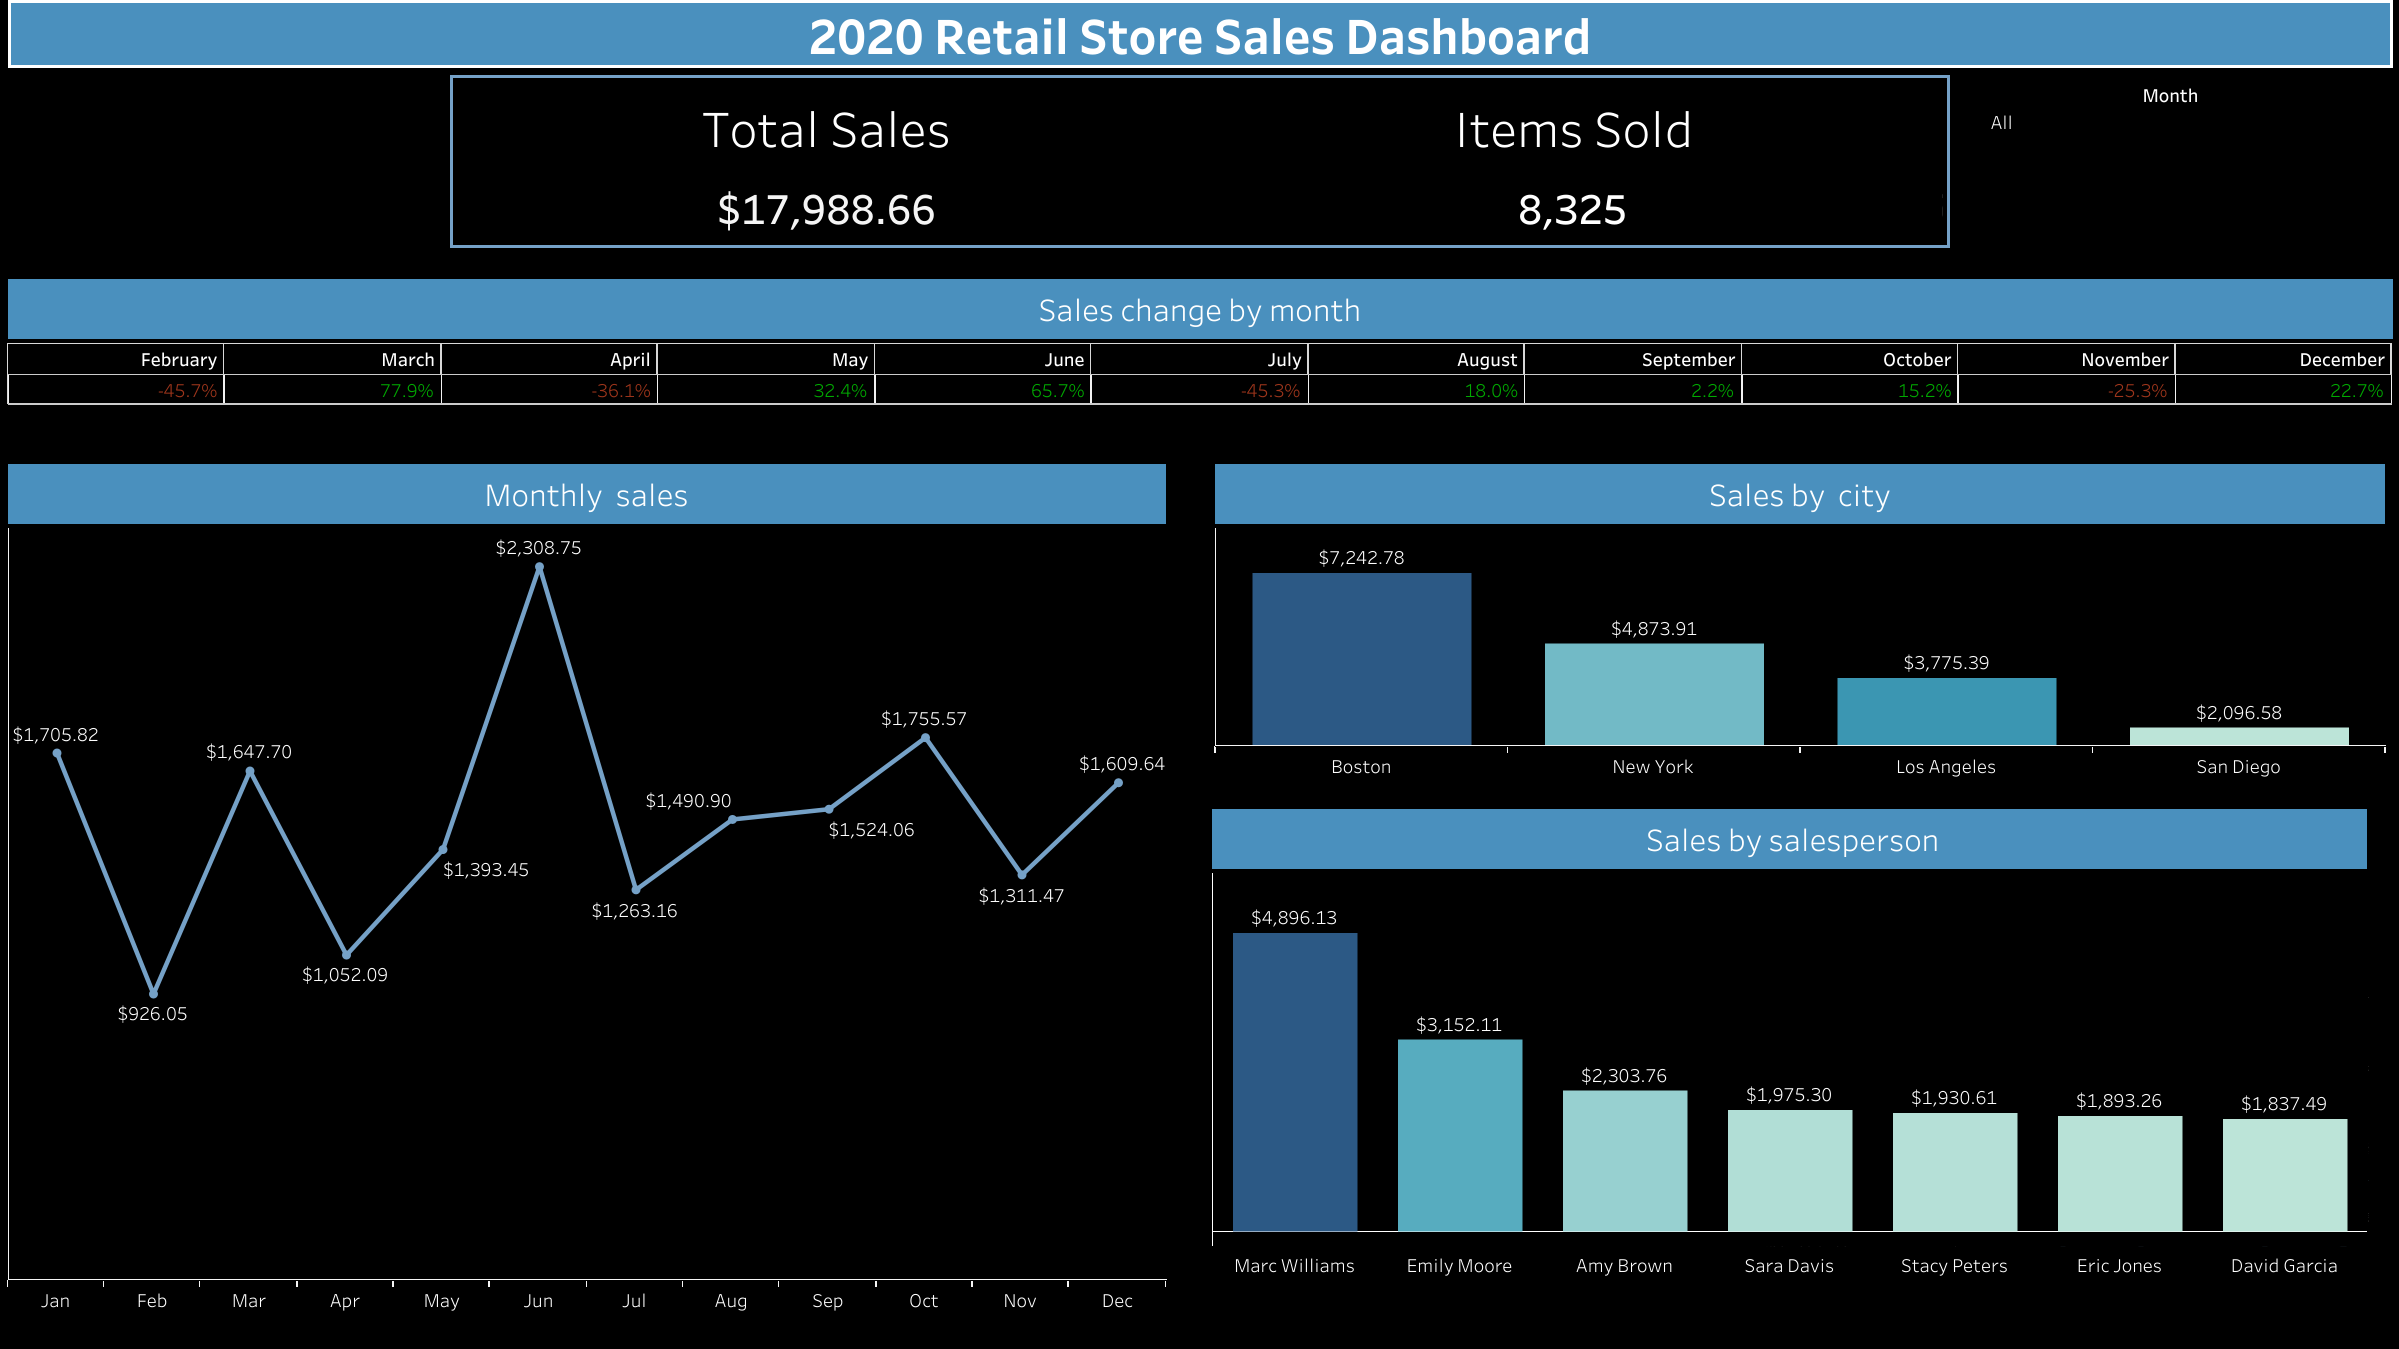 2020 Retail Store Sales Dashboard
Total Sales
$17,988.66
Items Sold
8,325
Month
All
Sales change by month
February March April May June July August September October November December
-45.7% 77.9% -36.1% 32.4% 65.7% -45.3% 18.0% 2.2% 15.2% -25.3% 22.7%
Monthly sales
$2,308.75
$1,755.57
$1,705.82
$1,647.70
$1,609.64
$1,490.90
$1,524.06
$1,393.45
$1,311.47
$1,263.16
$1,052.09
$926.05
Jan Feb Mar Apr May Jun Jul Aug Sep Oct Nov Dec
Sales by city
$7,242.78
$4,873.91
$3,775.39
$2,096.58
Boston New York Los Angeles San Diego
Sales by salesperson
$4,896.13
$3,152.11
$2,303.76
$1,975.30
$1,930.61
$1,893.26
$1,837.49
Marc Williams Emily Moore Amy Brown Sara Davis Stacy Peters Eric Jones David Garcia